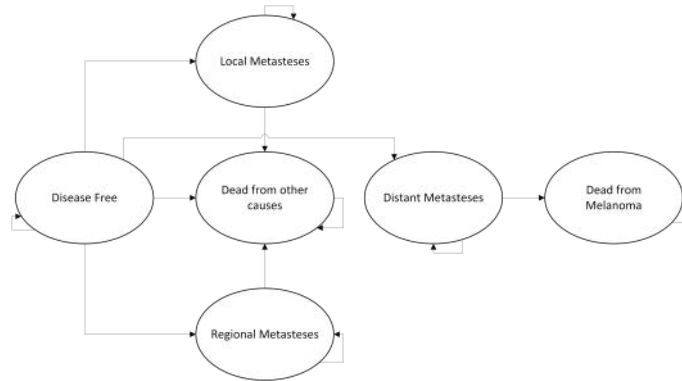 Local Metasteses
Disease Free
Dead from other
causes
Distant Metasteses
Dead from
Melanoma
Regional Metasteses